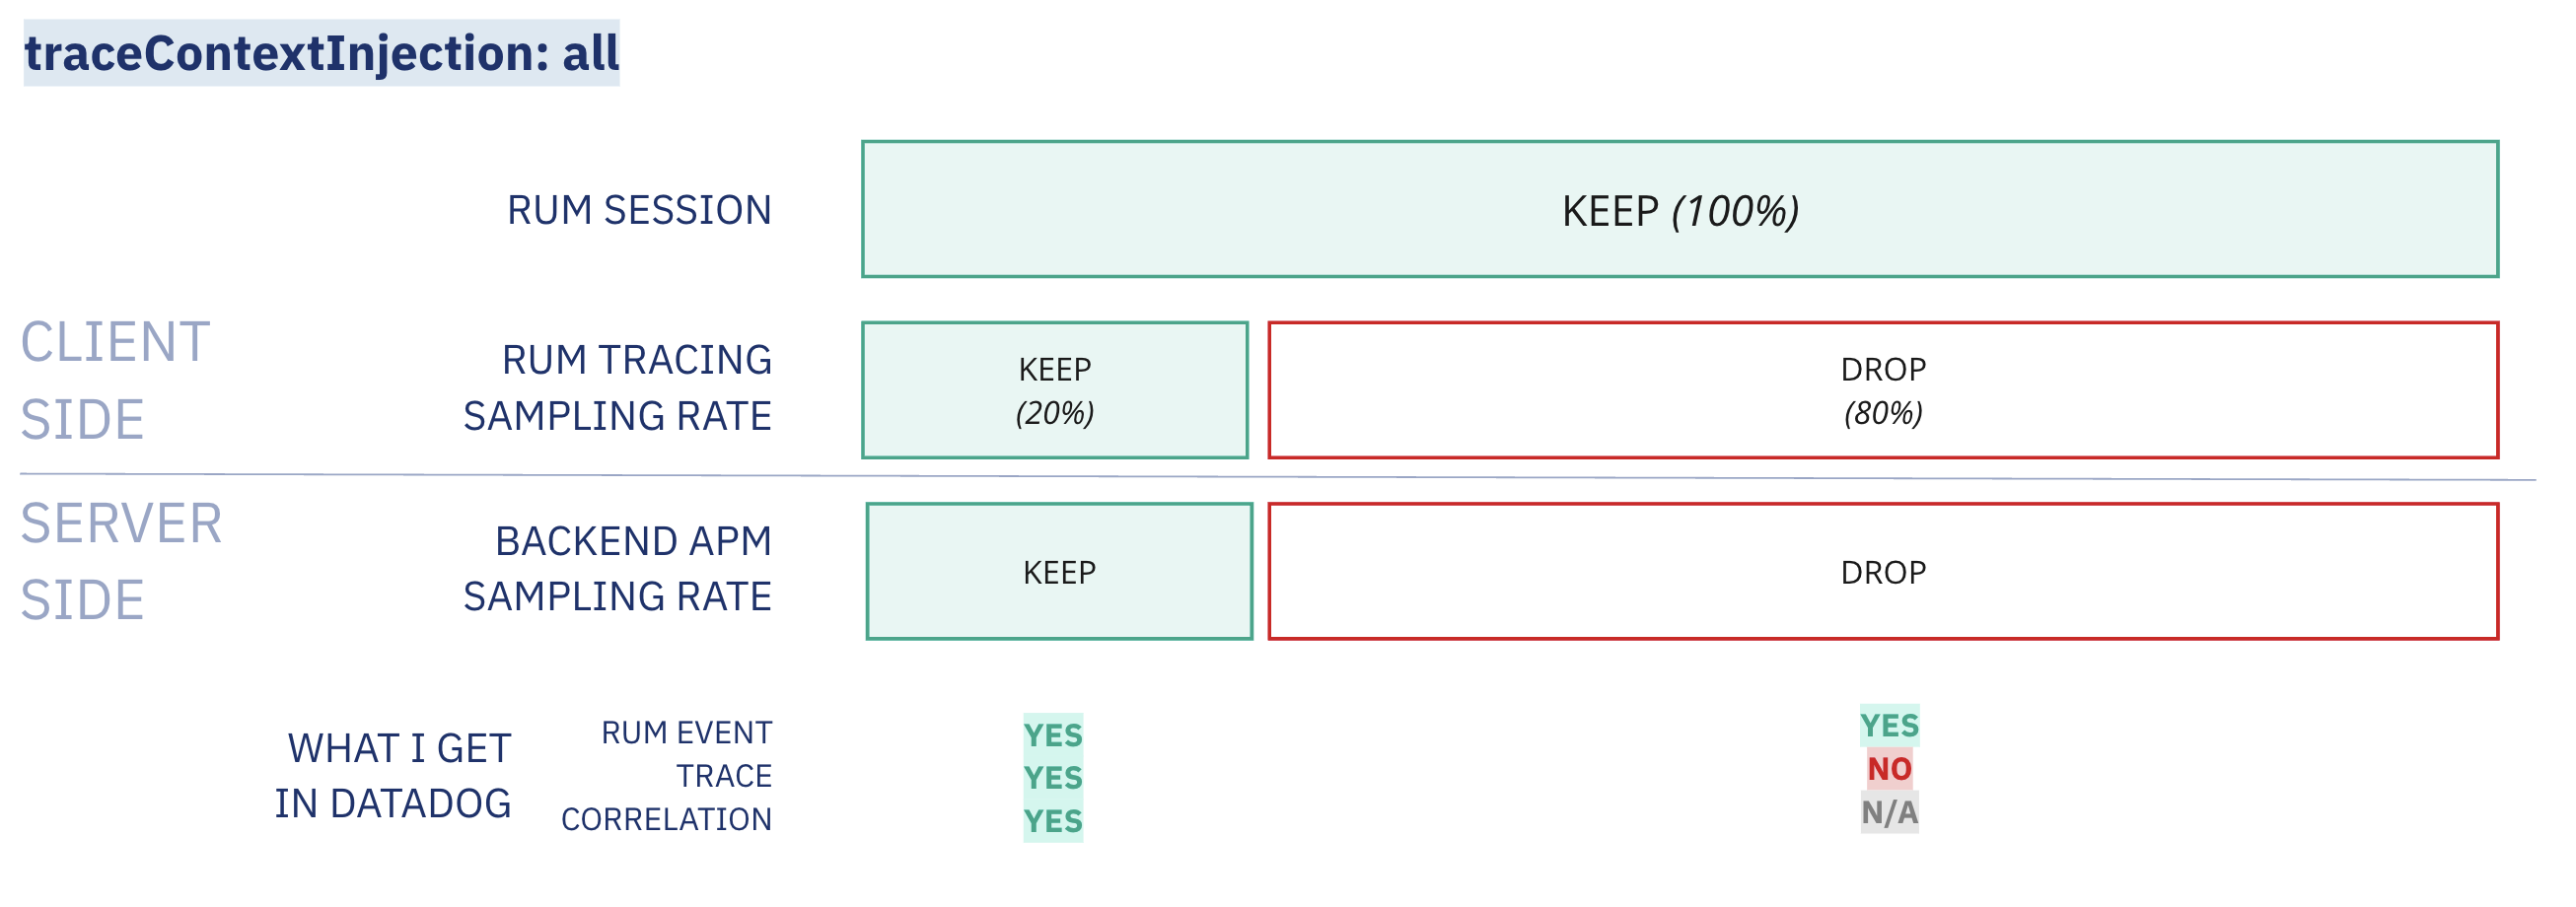 traceContextInjection: all
RUM SESSION
KEEP (100%)
CLIENT
SIDE
RUM TRACING
SAMPLING RATE
KEEP
(20%)
DROP
(80%)
SERVER
SIDE
BACKEND APM
SAMPLING RATE
KEEP
DROP
WHAT I GET
IN DATADOG
RUM EVENT
TRACE
CORRELATION
YES
YES
YES
YES
NO
N/A